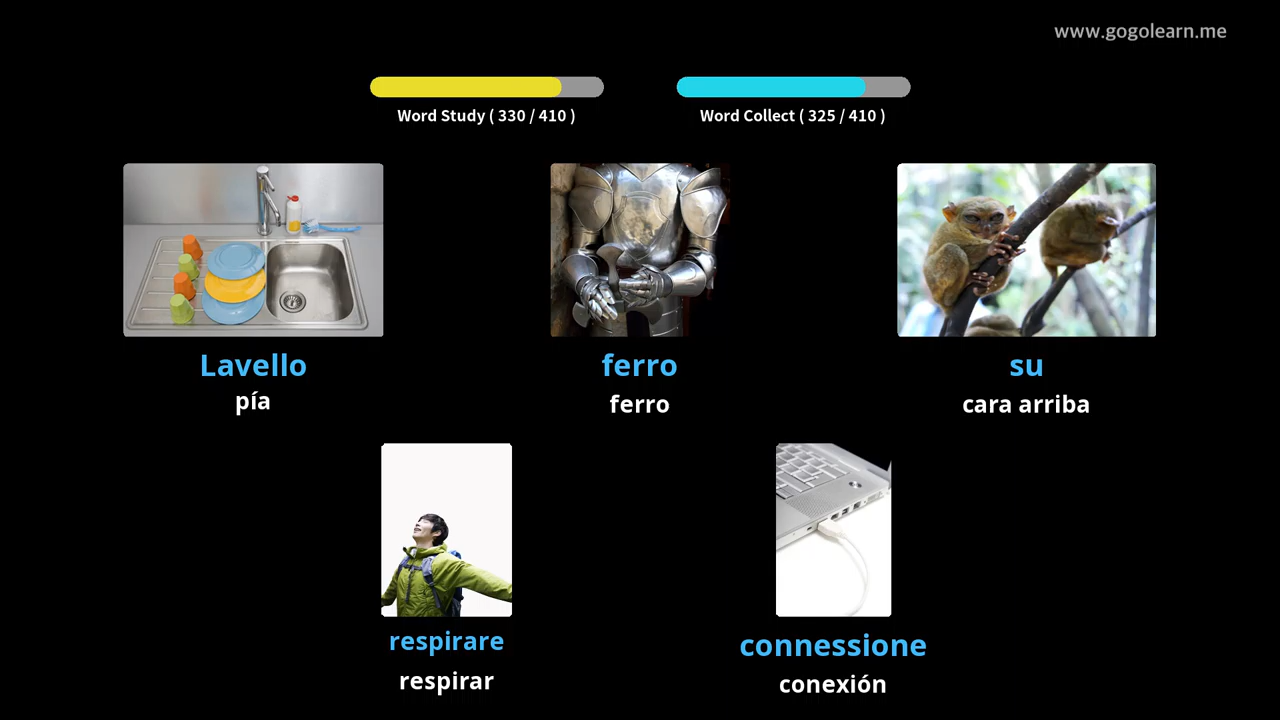 www.gogolearn.me
Word Study ( 330 / 410 )
Word Collect ( 325 / 410 )
Lavello
pía
ferro
ferro
su
cara arriba
respirare
respirar
connessione
conexión